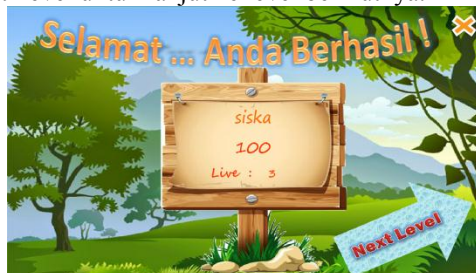 Selamat ... Anda Berhasil !
siska
100
Live : 3
Next Level